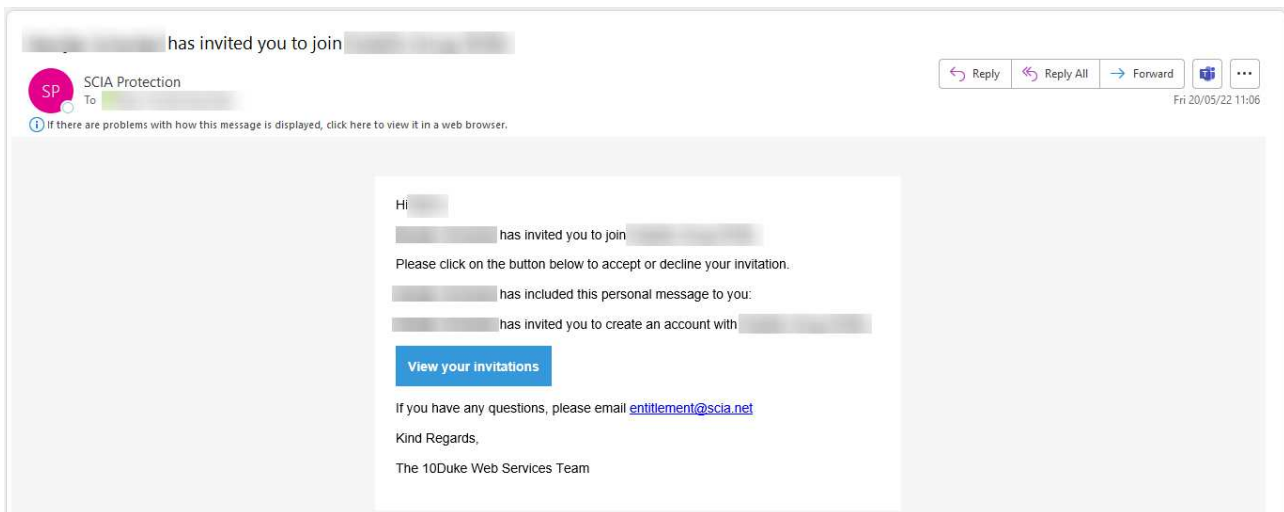 has invited you to join
SP
SCIA Protection
To
Reply
Reply All
Forward
Fri 20/05/22 11:06
If there are problems with how this message is displayed, click here to view it in a web browser.
Hi
has invited you to join
Please click on the button below to accept or decline your invitation.
has included this personal message to you:
has invited you to create an account with
View your invitations
If you have any questions, please email entitlement@scia.net
Kind Regards,
The 10Duke Web Services Team